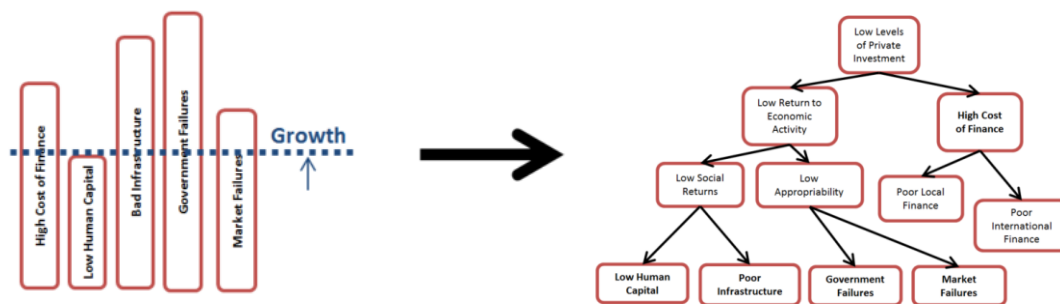 High Cost of Finance
Low Human Capital
Bad Infrastructure
Government Failures
Market Failures
Growth
Low Levels
of Private
Investment
Low Return to
Economic
Activity
High Cost
of Finance
Low Social
Returns
Low
Appropriability
Poor Local
Finance
Poor
International
Finance
Low Human
Capital
Poor
Infrastructure
Government
Failures
Market
Failures